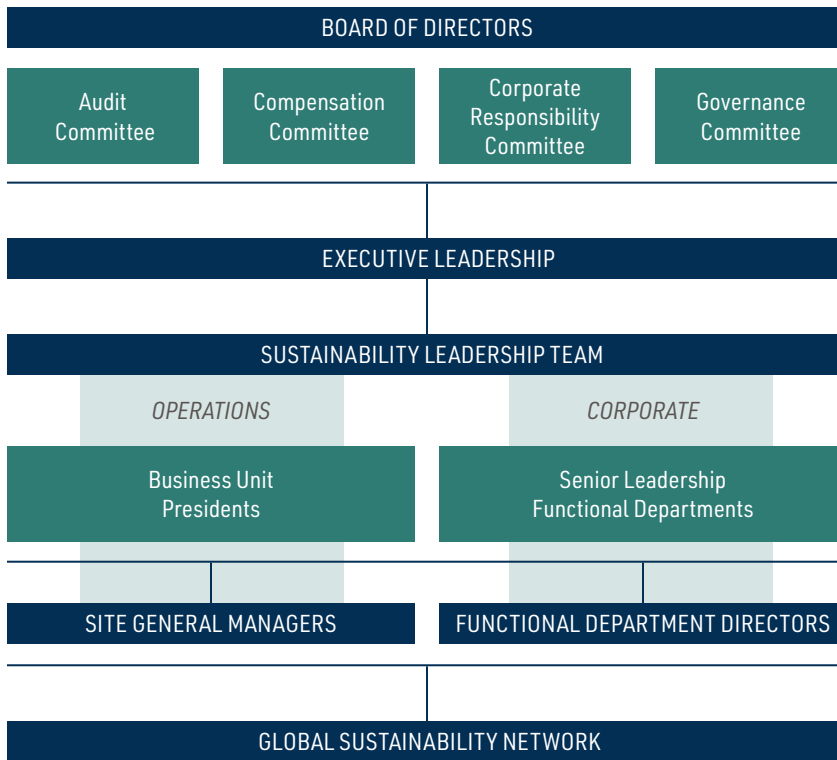 BOARD OF DIRECTORS
Audit
Committee
Compensation
Committee
Corporate
Responsibility
Committee
Governance
Committee
EXECUTIVE LEADERSHIP
SUSTAINABILITY LEADERSHIP TEAM
OPERATIONS
CORPORATE
Business Unit
Presidents
Senior Leadership
Functional Departments
SITE GENERAL MANAGERS
FUNCTIONAL DEPARTMENT DIRECTORS
GLOBAL SUSTAINABILITY NETWORK